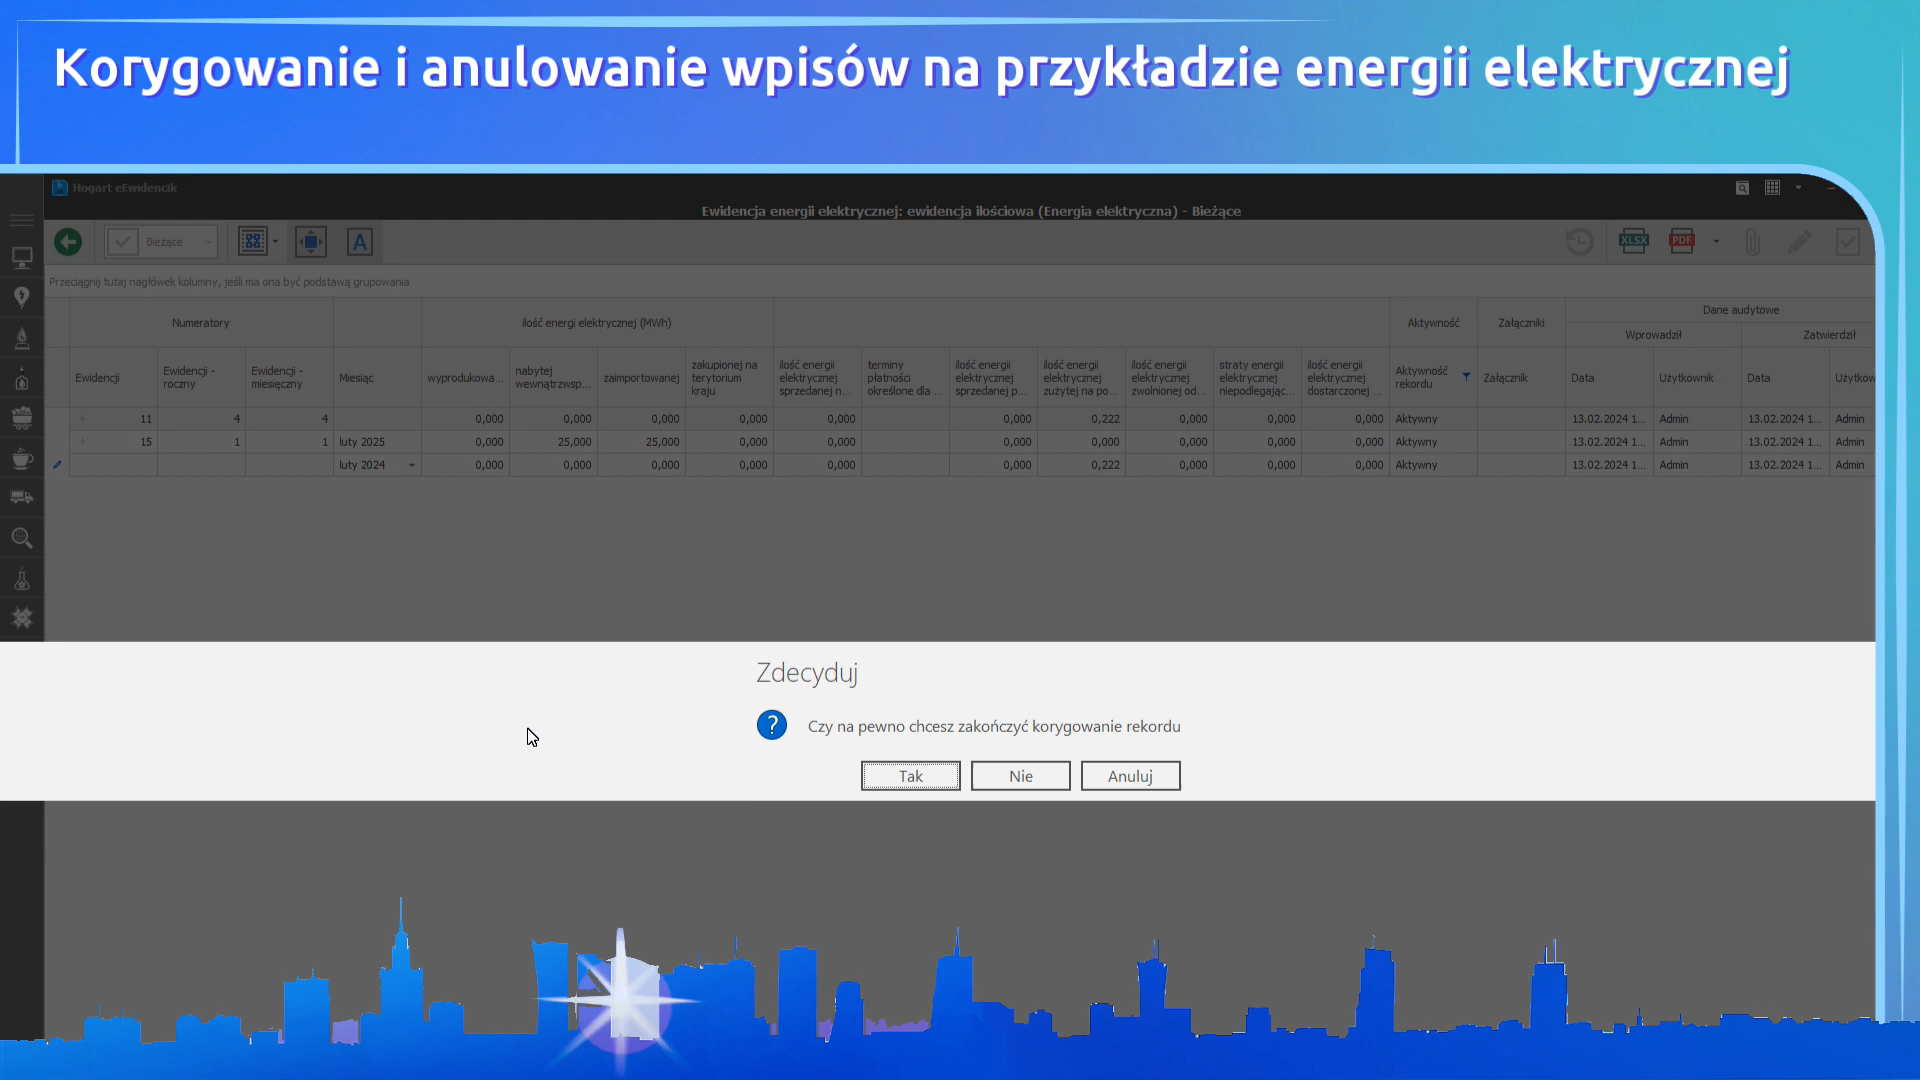 Korygowanie i anulowanie wpisów na przykładzie energii elektrycznej
Hogart eEwidencik
Ewidencja energii elektrycznej: ewidencja ilościowa (Energia elektryczna) - Bieżące
Bieżące
A
XLSX
PDF
Przeciągnij tutaj nagłówek kolumny, jeśli ma ona być podstawą grupowania
Numeratory
ilość energi elektrycznej (MWh)
Aktywność
Załączniki
Dane audytowe
Wprowadził
Zatwierdził
Ewidencji
Ewidencji - roczny
Ewidencji - miesięczny
Miesiąc
wyprodukowa...
nabytej wewnątrzwsp...
zaimportowanej
zakupionej na terytorium kraju
ilość energii elektrycznej sprzedanej n...
terminy płatności określone dla ...
ilość energii elektrycznej sprzedanej p...
ilość energii elektrycznej zużytej na po...
ilość energii elektrycznej zwolnionej od...
straty energii elektrycznej niepodlegając...
ilość energii elektrycznej dostarczonej ...
Aktywność rekordu
Załącznik
Data
Użytkownik
Data
Użytkow
11 4 4 0,000 0,000 0,000 0,000 0,000 0,000 0,222 0,000 0,000 0,000 Aktywny 13.02.2024 1... Admin 13.02.2024 1... Admin
15 1 1 luty 2025 0,000 25,000 25,000 0,000 0,000 0,000 0,000 0,000 0,000 0,000 Aktywny 13.02.2024 1... Admin 13.02.2024 1... Admin
luty 2024 0,000 0,000 0,000 0,000 0,000 0,000 0,222 0,000 0,000 0,000 Aktywny 13.02.2024 1... Admin 13.02.2024 1... Admin
Zdecyduj
Czy na pewno chcesz zakończyć korygowanie rekordu
Tak
Nie
Anuluj